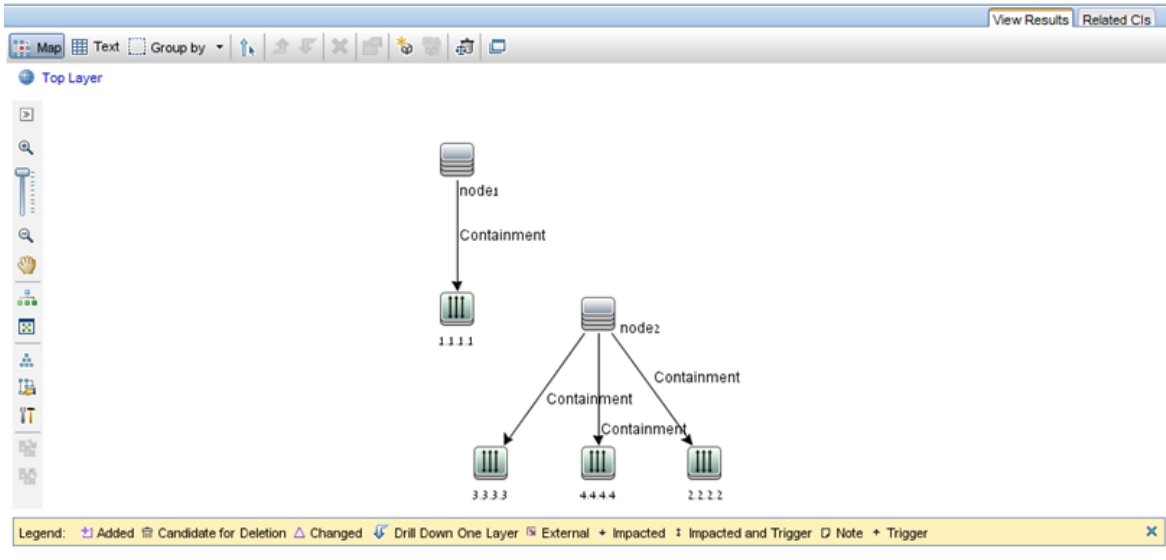 View Results Related CIs
Map Text Group by
Top Layer
node1
Containment
1.1.1.1
node2
Containment
Containment
Containment
3.3.3.3 4.4.4.4 2.2.2.2
Legend: Added Candidate for Deletion Changed Drill Down One Layer External Impacted Impacted and Trigger Note Trigger